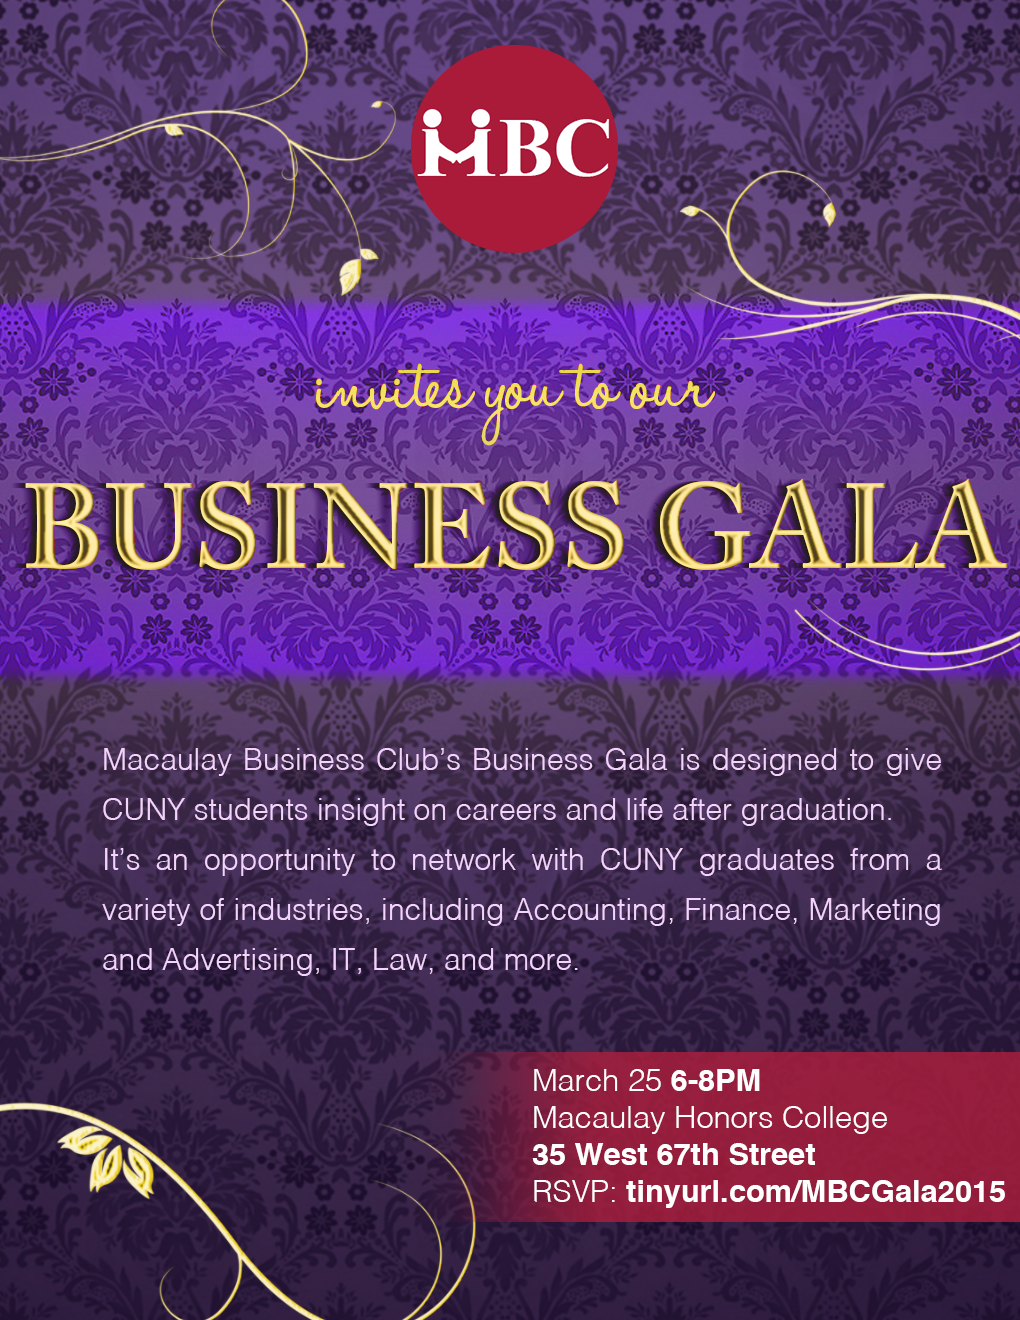 MBC
invites you to our
BUSINESS GALA
Macaulay Business Club's Business Gala is designed to give
CUNY students insight on careers and life after graduation.
It's an opportunity to network with CUNY graduates from a
variety of industries, including Accounting, Finance, Marketing
and Advertising, IT, Law, and more.
March 25 6-8PM
Macaulay Honors College
35 West 67th Street
RSVP: tinyurl.com/MBCGala2015